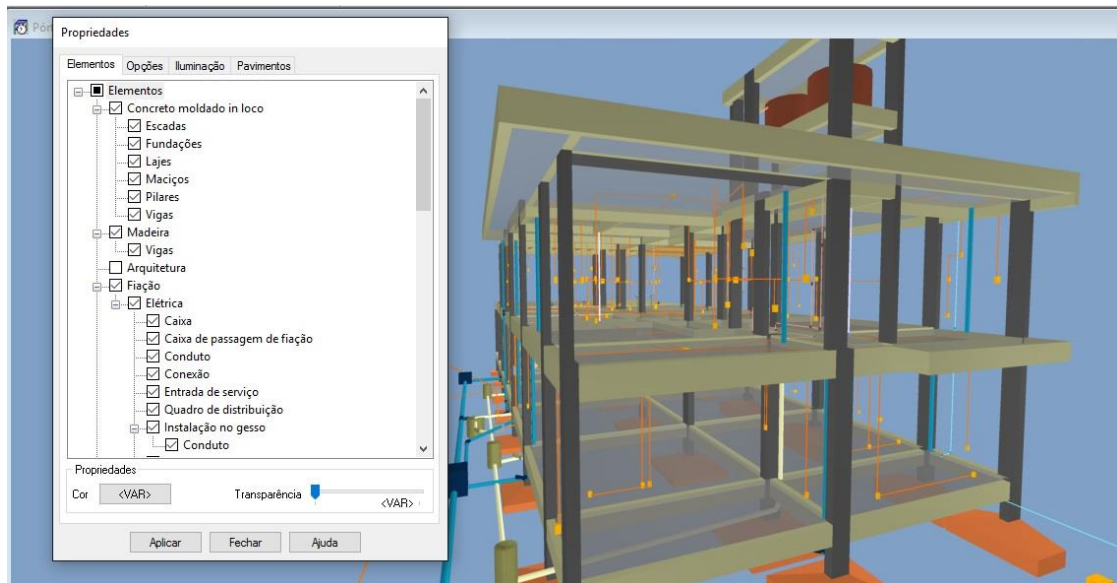 Propriedades
Elementos Opções Iluminação Pavimentos
Elementos
Concreto moldado in loco
Escadas
Fundações
Lajes
Maciços
Pilares
Vigas
Madeira
Vigas
Arquitetura
Fiação
Elétrica
Caixa
Caixa de passagem de fiação
Conduto
Conexão
Entrada de serviço
Quadro de distribuição
Instalação no gesso
Conduto
Propriedades
Cor <VAR> Transparência <VAR>
Aplicar Fechar Ajuda